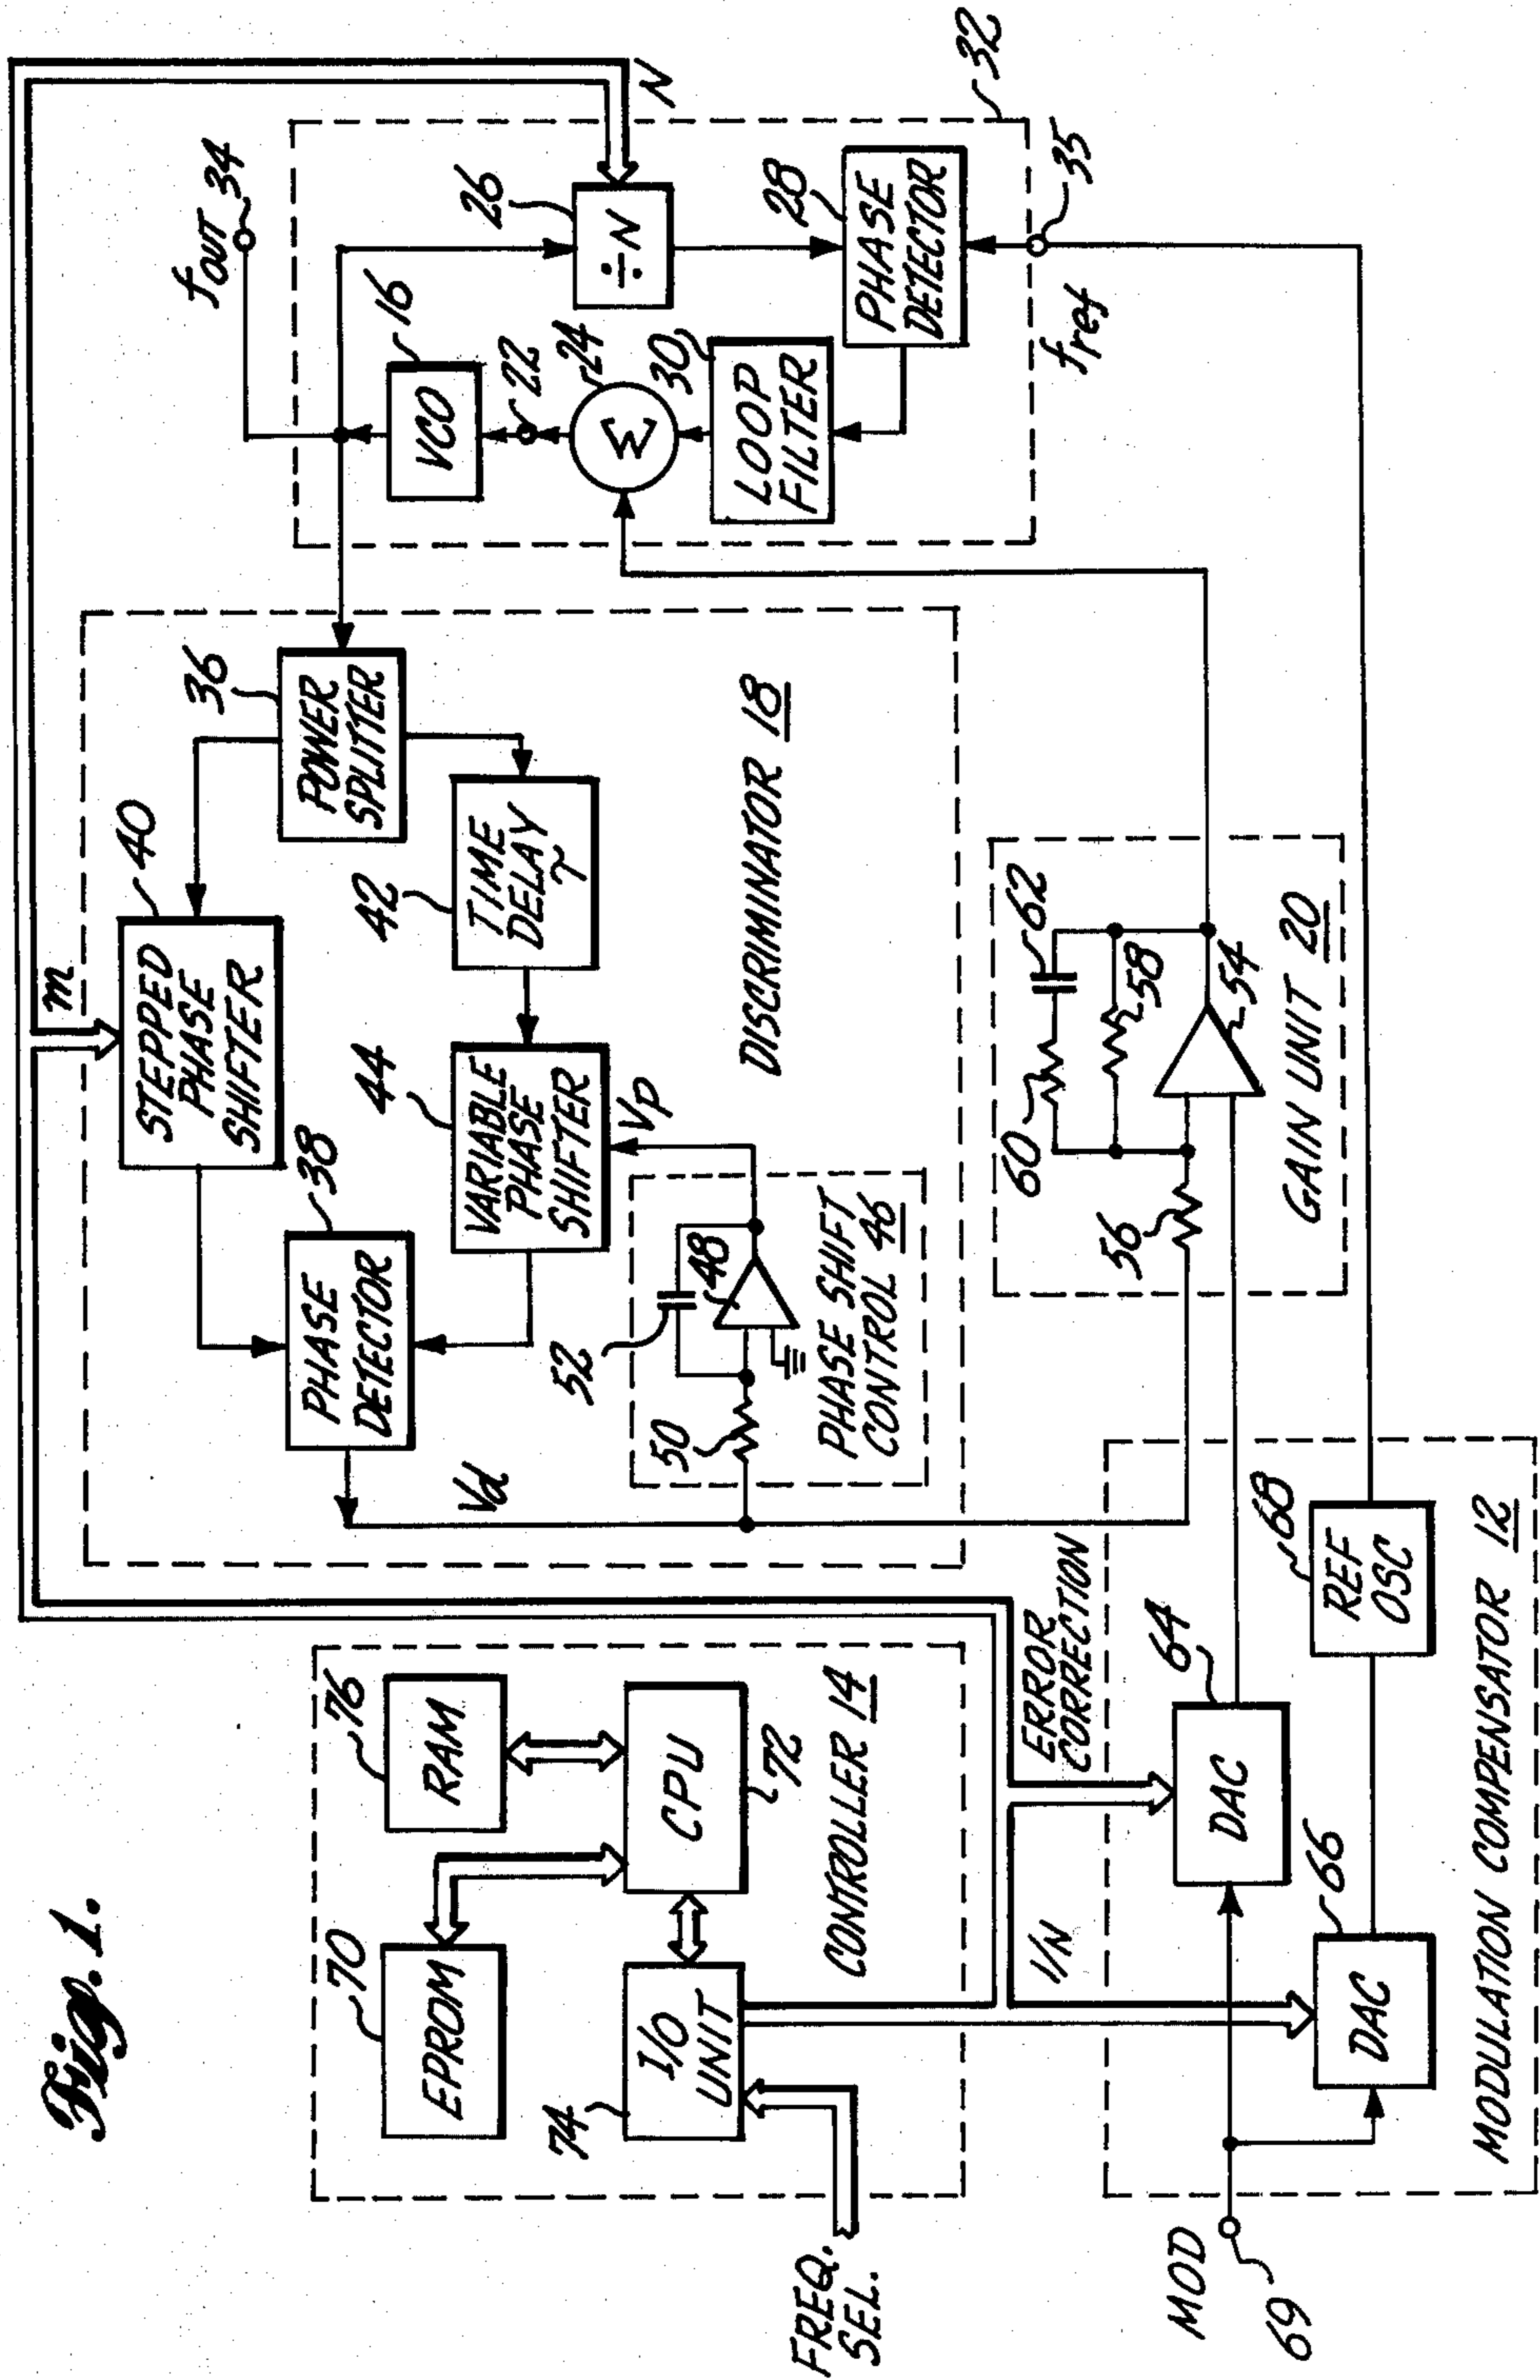 Fig. 1.
EPROM
70
RAM
76
CPU
72
I/O
UNIT
74
CONTROLLER 14
FREQ.
SEL.
m
STEPPED
PHASE
SHIFTER
40
POWER
SPLITTER
36
PHASE
DETECTOR
38
TIME
DELAY
τ
42
VARIABLE
PHASE
SHIFTER
44
Vp
Vd
50
52
48
PHASE SHIFT
CONTROL 46
DISCRIMINATOR 18
fOUT
34
VCO
16
22
Σ
24
÷N
26
N
LOOP
FILTER
30
PHASE
DETECTOR
28
32
35
fref
56
60
62
58
54
GAIN UNIT 20
ERROR
CORRECTION
1/N
MOD
69
DAC
64
DAC
66
REF
OSC
68
MODULATION COMPENSATOR 12